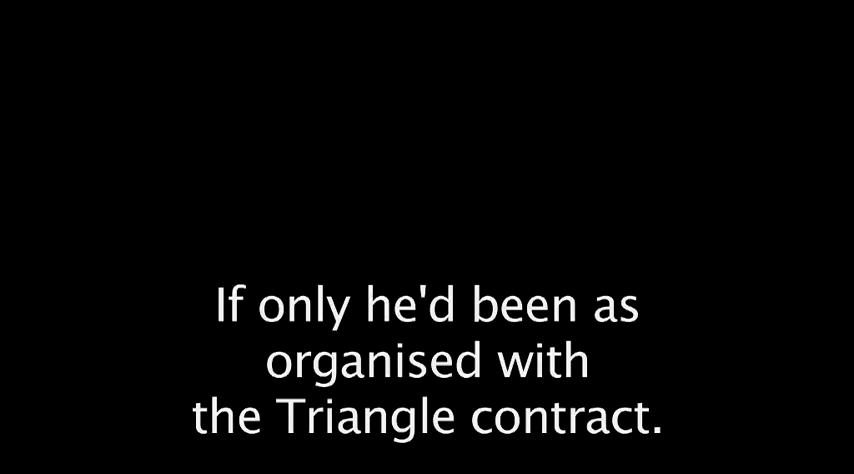 If only he'd been as
organised with
the Triangle contract.